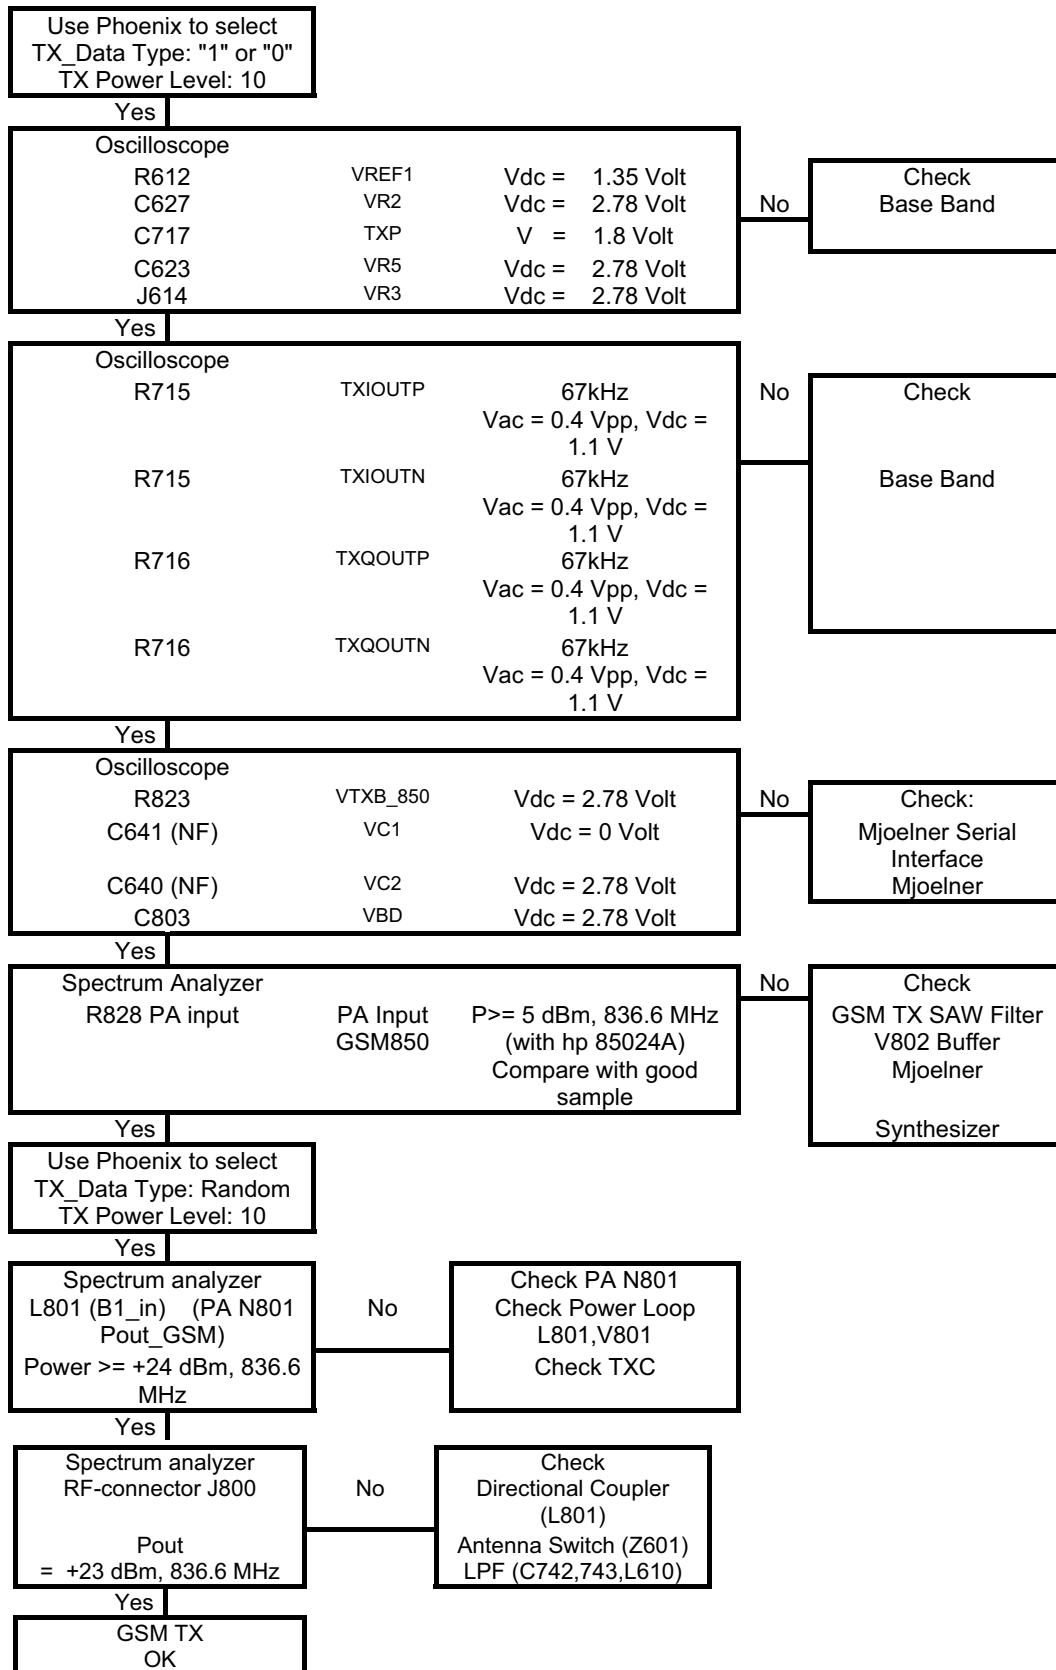 Use Phoenix to select
TX_Data Type: "1" or "0"
TX Power Level: 10
Yes
Oscilloscope
R612 VREF1 Vdc = 1.35 Volt
C627 VR2 Vdc = 2.78 Volt
C717 TXP V = 1.8 Volt
C623 VR5 Vdc = 2.78 Volt
J614 VR3 Vdc = 2.78 Volt
No
Check
Base Band
Yes
Oscilloscope
R715 TXIOUTP 67kHz
Vac = 0.4 Vpp, Vdc =
1.1 V
R715 TXIOUTN 67kHz
Vac = 0.4 Vpp, Vdc =
1.1 V
R716 TXQOUTP 67kHz
Vac = 0.4 Vpp, Vdc =
1.1 V
R716 TXQOUTN 67kHz
Vac = 0.4 Vpp, Vdc =
1.1 V
No
Check
Base Band
Yes
Oscilloscope
R823 VTXB_850 Vdc = 2.78 Volt
C641 (NF) VC1 Vdc = 0 Volt
C640 (NF) VC2 Vdc = 2.78 Volt
C803 VBD Vdc = 2.78 Volt
No
Check:
Mjoelner Serial
Interface
Mjoelner
Yes
Spectrum Analyzer
R828 PA input PA Input P>= 5 dBm, 836.6 MHz
GSM850 (with hp 85024A)
Compare with good
sample
No
Check
GSM TX SAW Filter
V802 Buffer
Mjoelner
Synthesizer
Yes
Use Phoenix to select
TX_Data Type: Random
TX Power Level: 10
Yes
Spectrum analyzer
L801 (B1_in) (PA N801
Pout_GSM)
Power >= +24 dBm, 836.6
MHz
No
Check PA N801
Check Power Loop
L801,V801
Check TXC
Yes
Spectrum analyzer
RF-connector J800
Pout
= +23 dBm, 836.6 MHz
No
Check
Directional Coupler
(L801)
Antenna Switch (Z601)
LPF (C742,743,L610)
Yes
GSM TX
OK